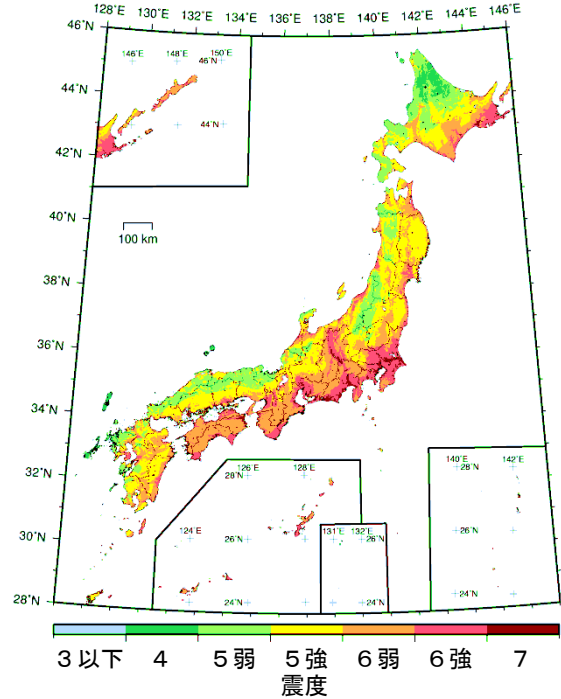 128˚E 130˚E 132˚E 134˚E 136˚E 138˚E 140˚E 142˚E 144˚E 146˚E
46˚N
146˚E 148˚E 150˚E
46˚N
44˚N
44˚N
42˚N
40˚N
100 km
38˚N
36˚N
34˚N
32˚N
126˚E 128˚E
28˚N
140˚E 142˚E
28˚N
30˚N
124˚E
26˚N
131˚E 132˚E
26˚N
26˚N
28˚N
24˚N
24˚N
24˚N
3以下 4 5弱 5強 6弱 6強 7
震度